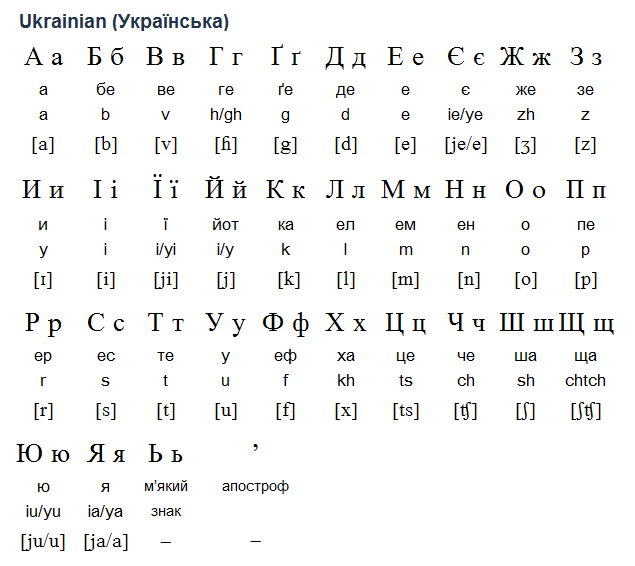 Ukrainian (Українська)
А а Б б В в Г г Ґ ґ Д д Е е Є є Ж ж З з
а бе ве ге ґе де е є же зе
a b v h/gh g d e ie/ye zh z
[a] [b] [v] [ɦ] [g] [d] [e] [je/e] [ʒ] [z]
И и І і Ї ї Й й К к Л л М м Н н О о П п
и і ї йот ка ел ем ен о пе
y i i/yi i/y k l m n o p
[ɪ] [i] [ji] [j] [k] [l] [m] [n] [o] [p]
Р р С с Т т У у Ф ф Х х Ц ц Ч ч Ш ш Щ щ
ер ес те у еф ха це че ша ща
r s t u f kh ts ch sh chtch
[r] [s] [t] [u] [f] [x] [ts] [ʧ] [ʃ] [ʃʧ]
Ю ю Я я Ь ь ’
ю я м'який апостроф
iu/yu ia/ya знак
[ju/u] [ja/a] – –